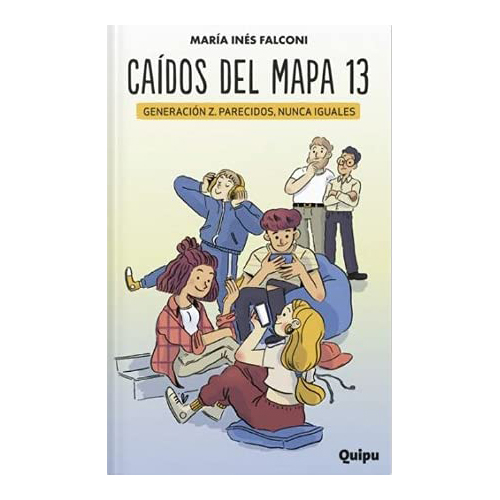 MARÍA INÉS FALCONI
CAÍDOS DEL MAPA 13
GENERACIÓN Z. PARECIDOS, NUNCA IGUALES
Quipu